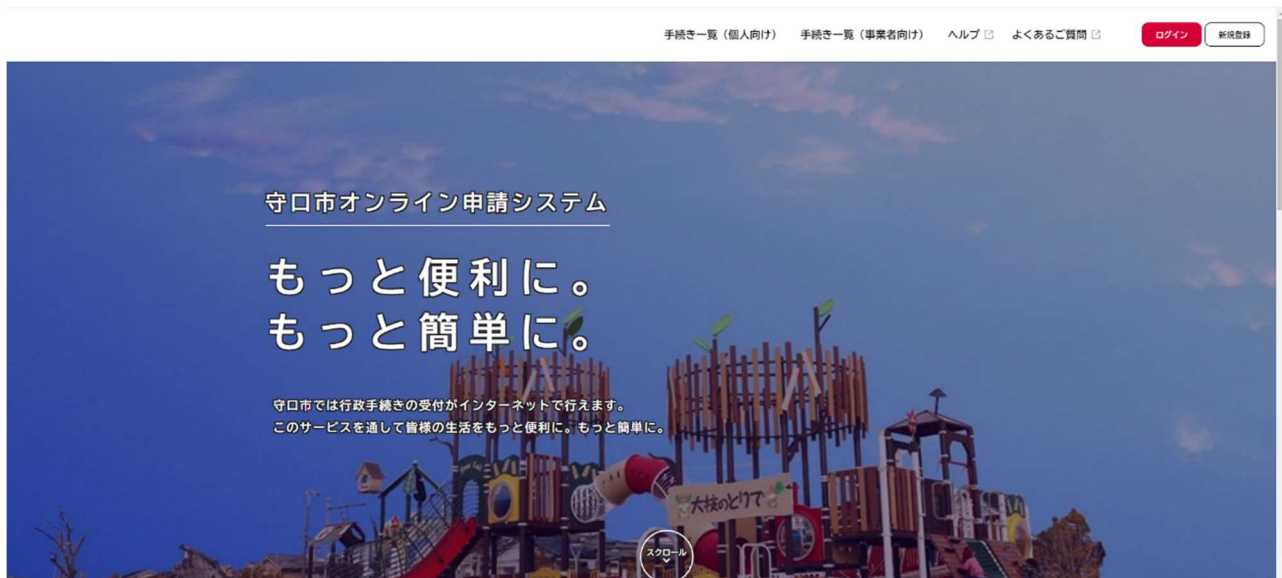 手続き一覧（個人向け）
手続き一覧（事業者向け）
ヘルプ
よくあるご質問
ログイン
新規登録
守口市オンライン申請システム
もっと便利に。
もっと簡単に。
守口市では行政手続きの受付がインターネットで行えます。
このサービスを通して皆様の生活をもっと便利に。もっと簡単に。
大枝のとりで
スクロール